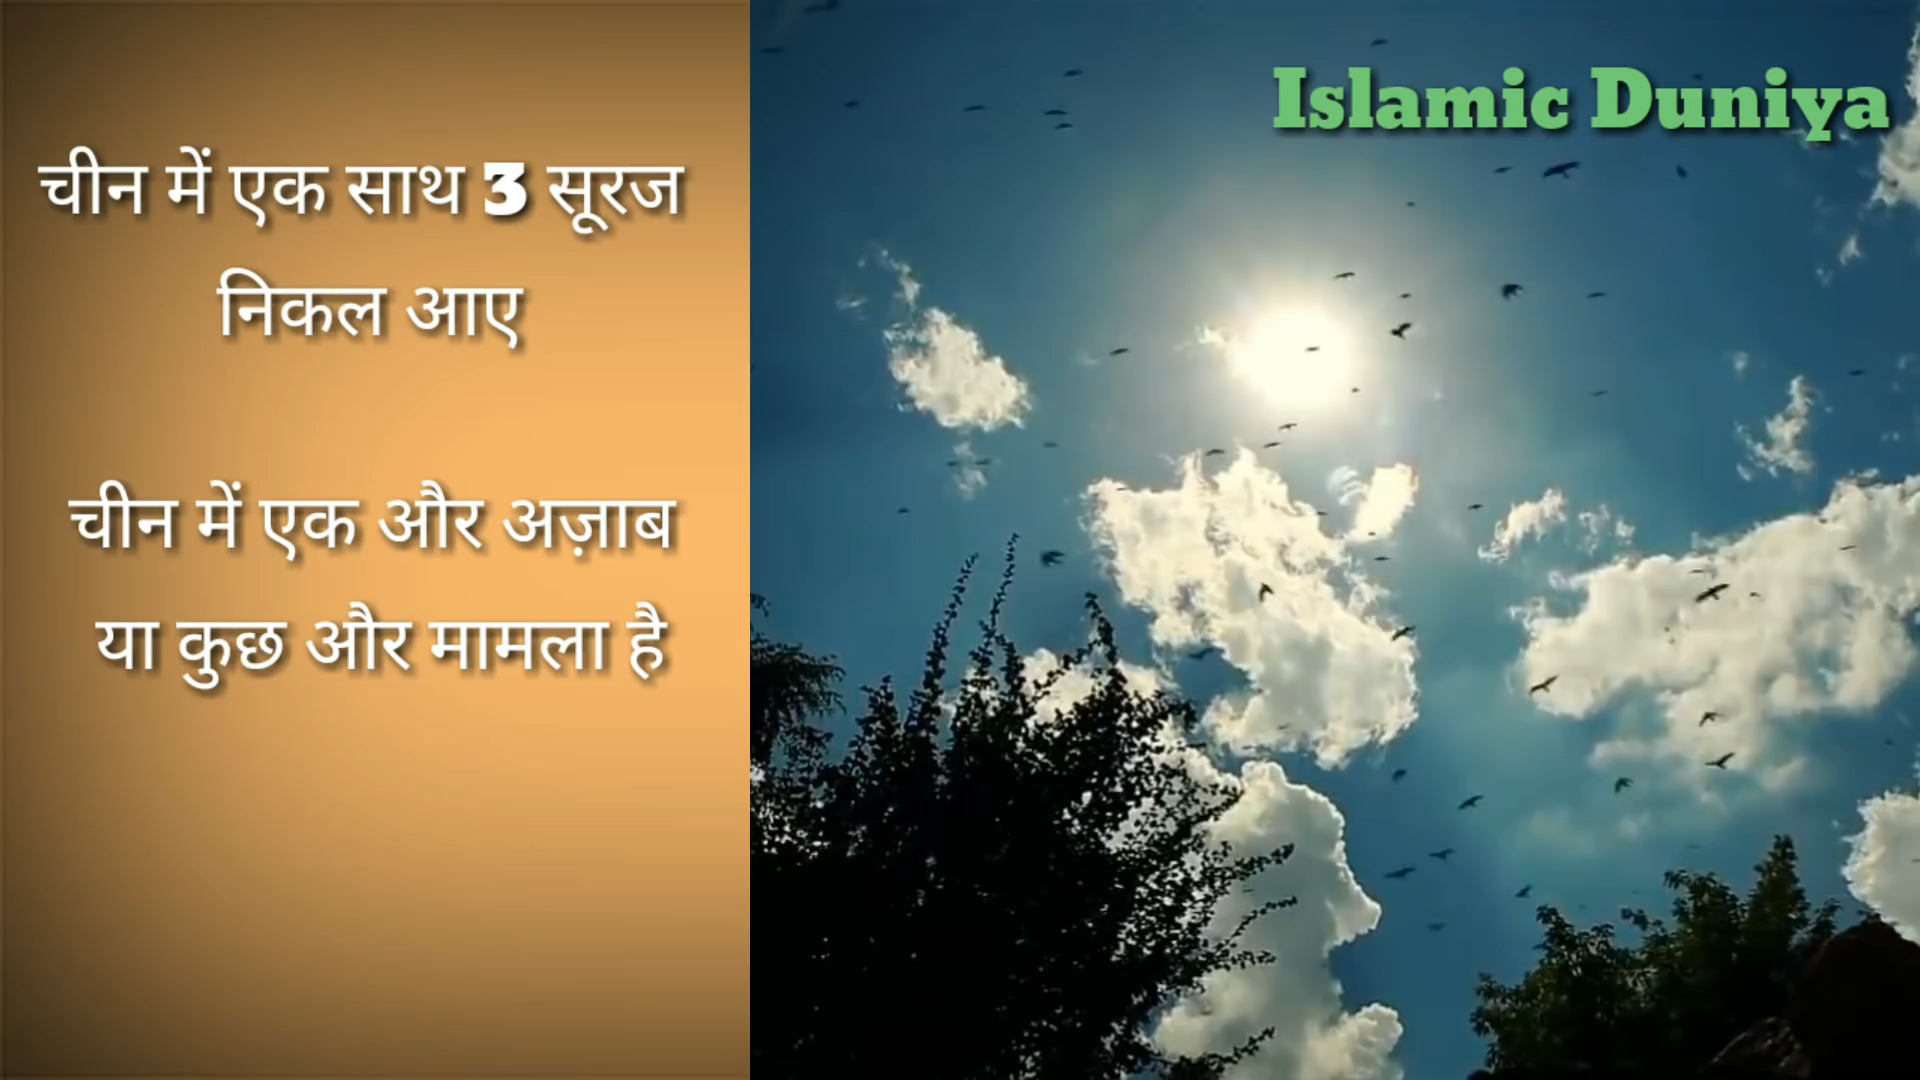 चीन में एक साथ 3 सूरज
निकल आए
चीन में एक और अज़ाब
या कुछ और मामला है
Islamic Duniya